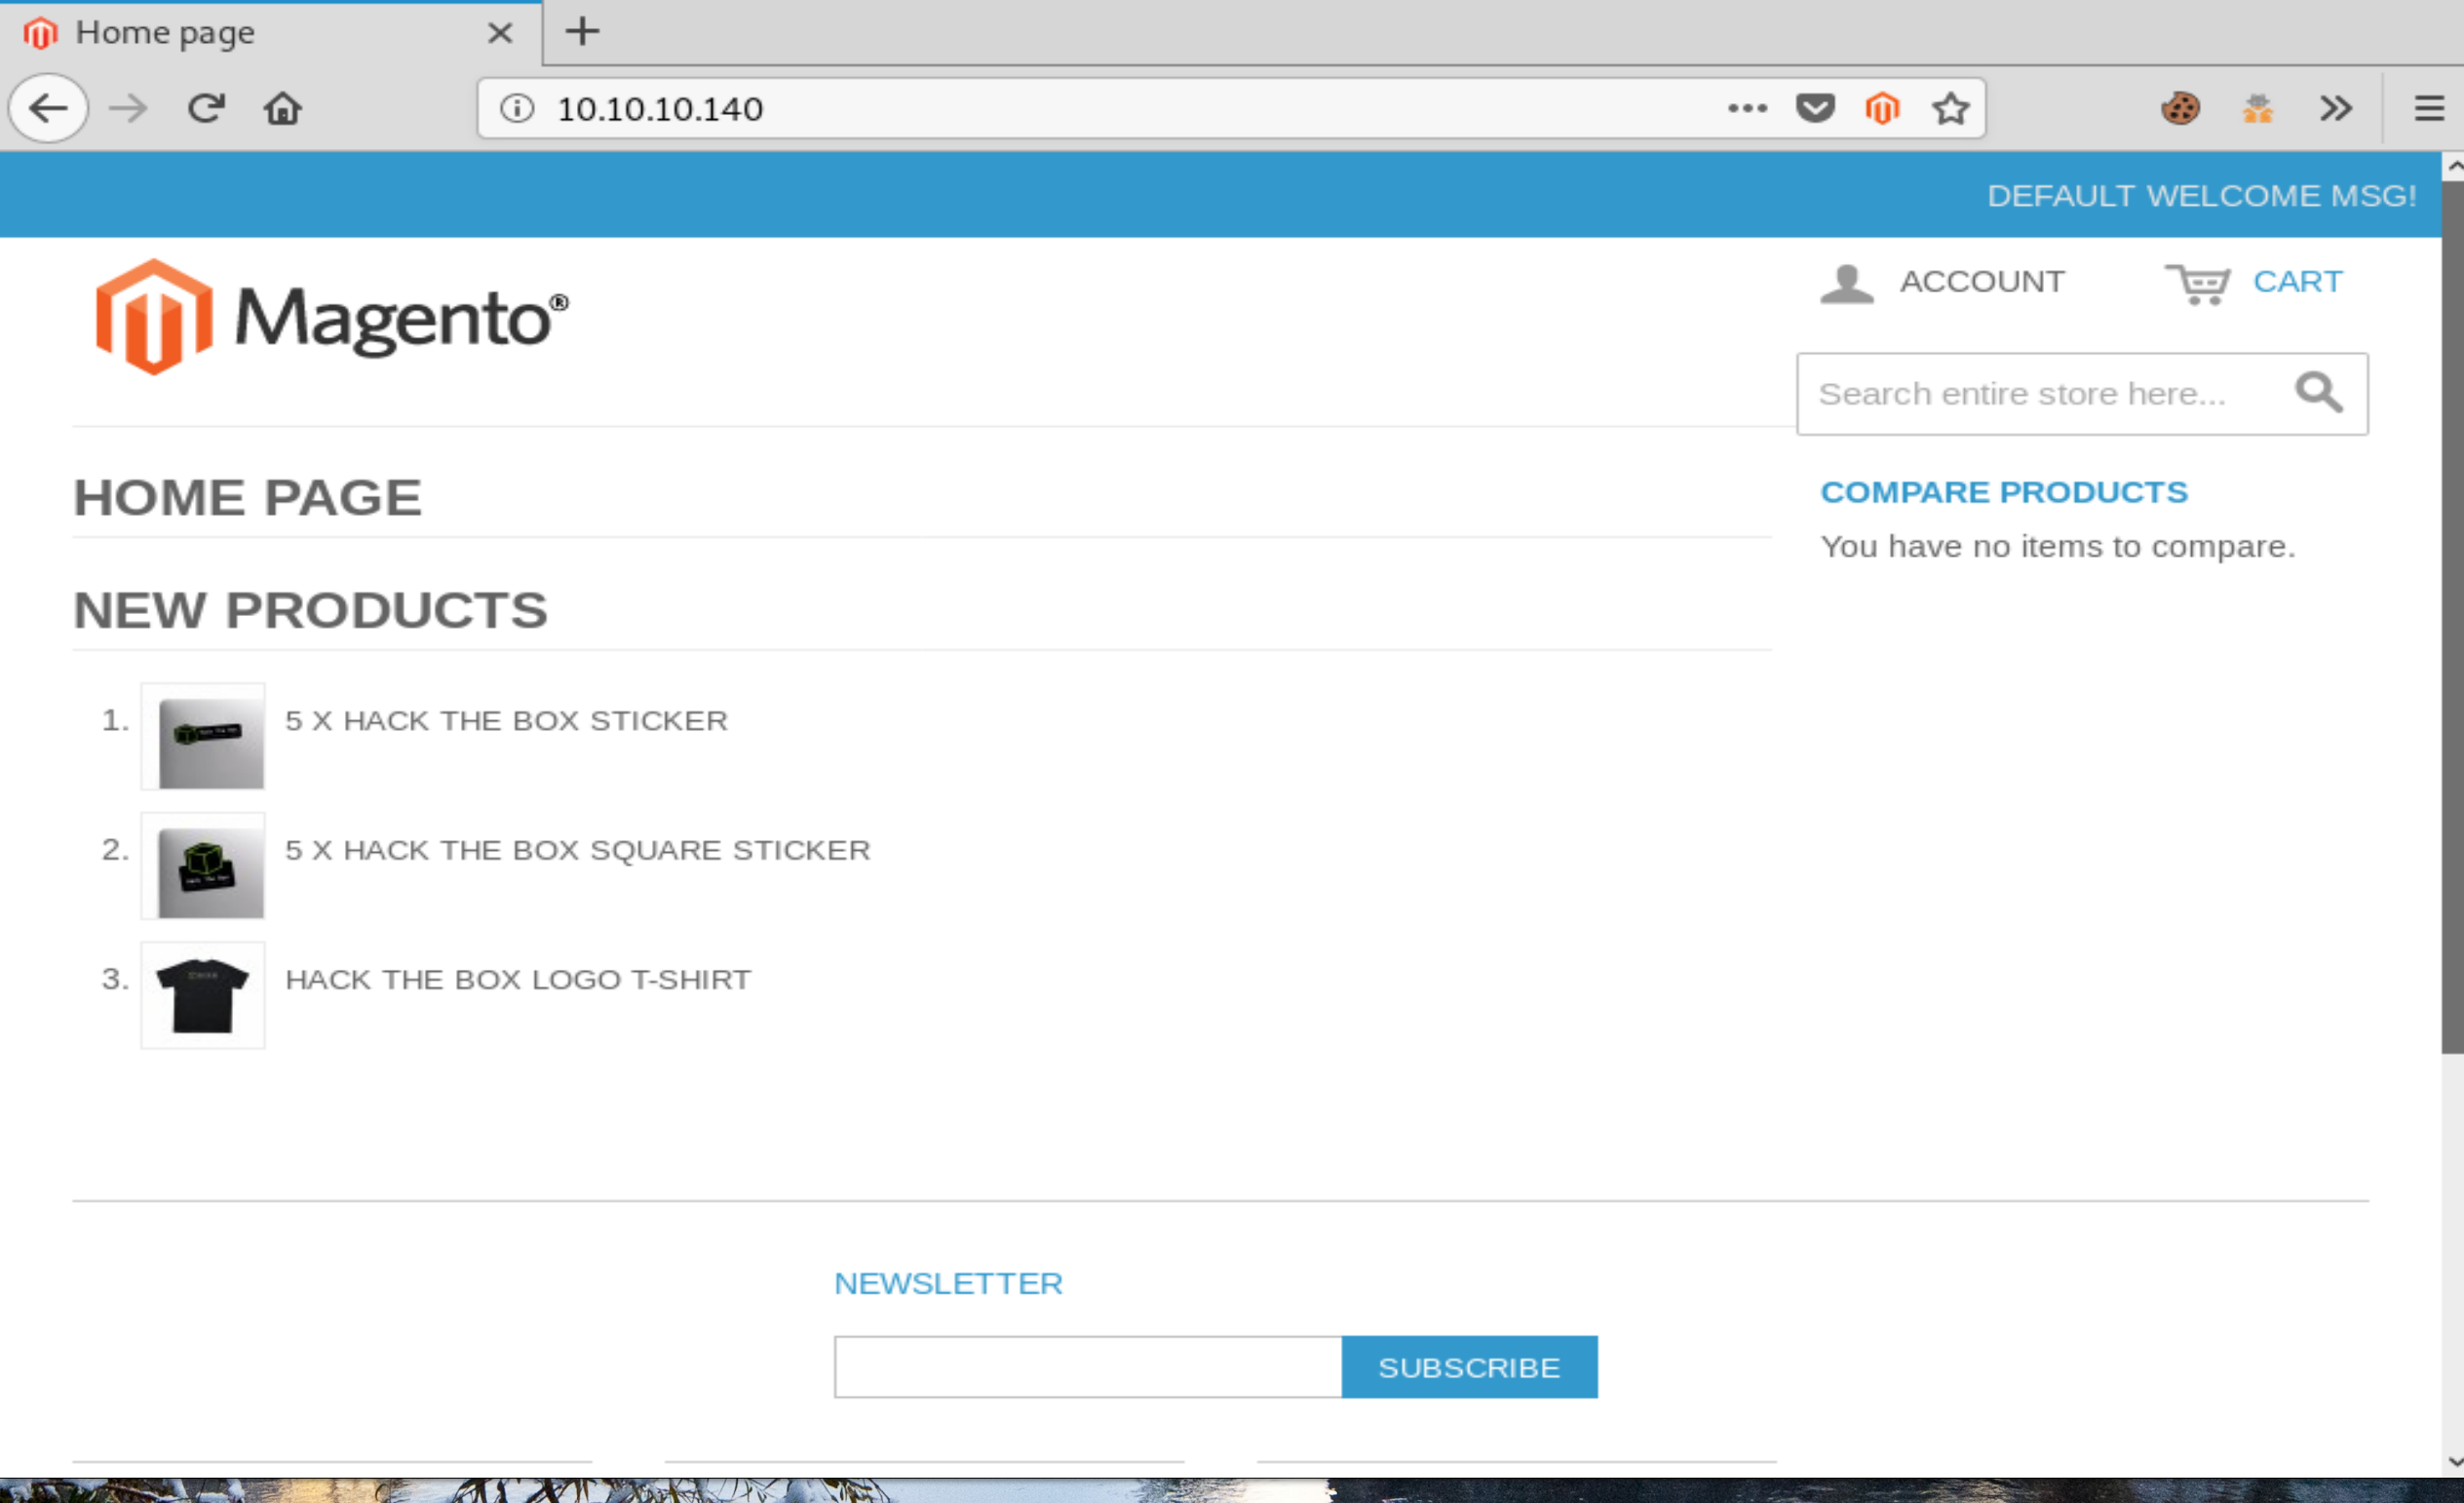 Home page
10.10.10.140
DEFAULT WELCOME MSG!
Magento®
ACCOUNT
CART
Search entire store here...
HOME PAGE
COMPARE PRODUCTS
You have no items to compare.
NEW PRODUCTS
1. 5 X HACK THE BOX STICKER
2. 5 X HACK THE BOX SQUARE STICKER
3. HACK THE BOX LOGO T-SHIRT
NEWSLETTER
SUBSCRIBE